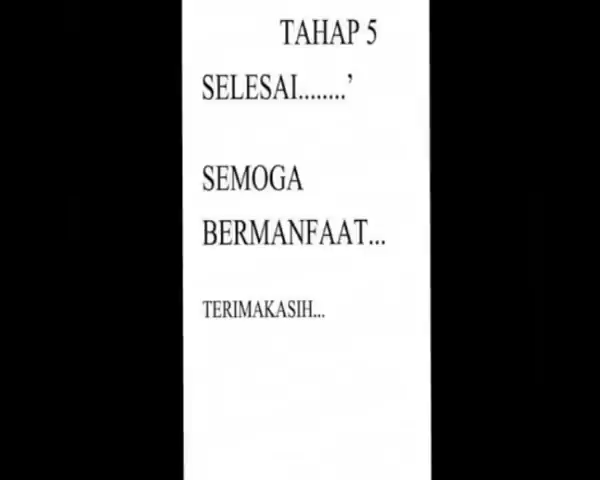 TAHAP 5
SELESAI........’
SEMOGA
BERMANFAAT...
TERIMAKASIH...